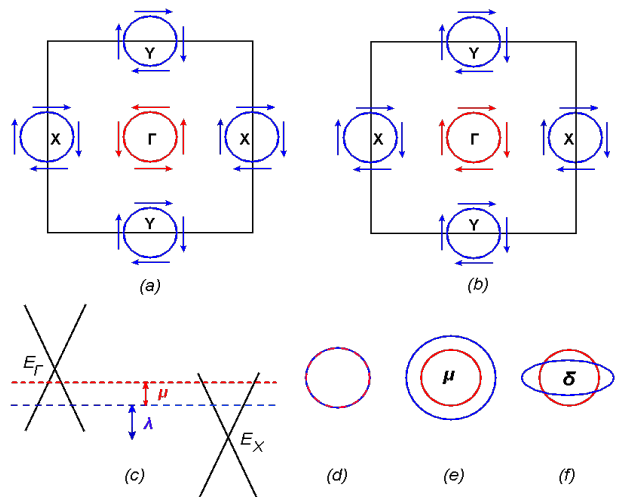 Y Y
X Γ X X Γ X
Y Y
(a) (b)
E_Γ μ λ E_X μ δ
(c) (d) (e) (f)